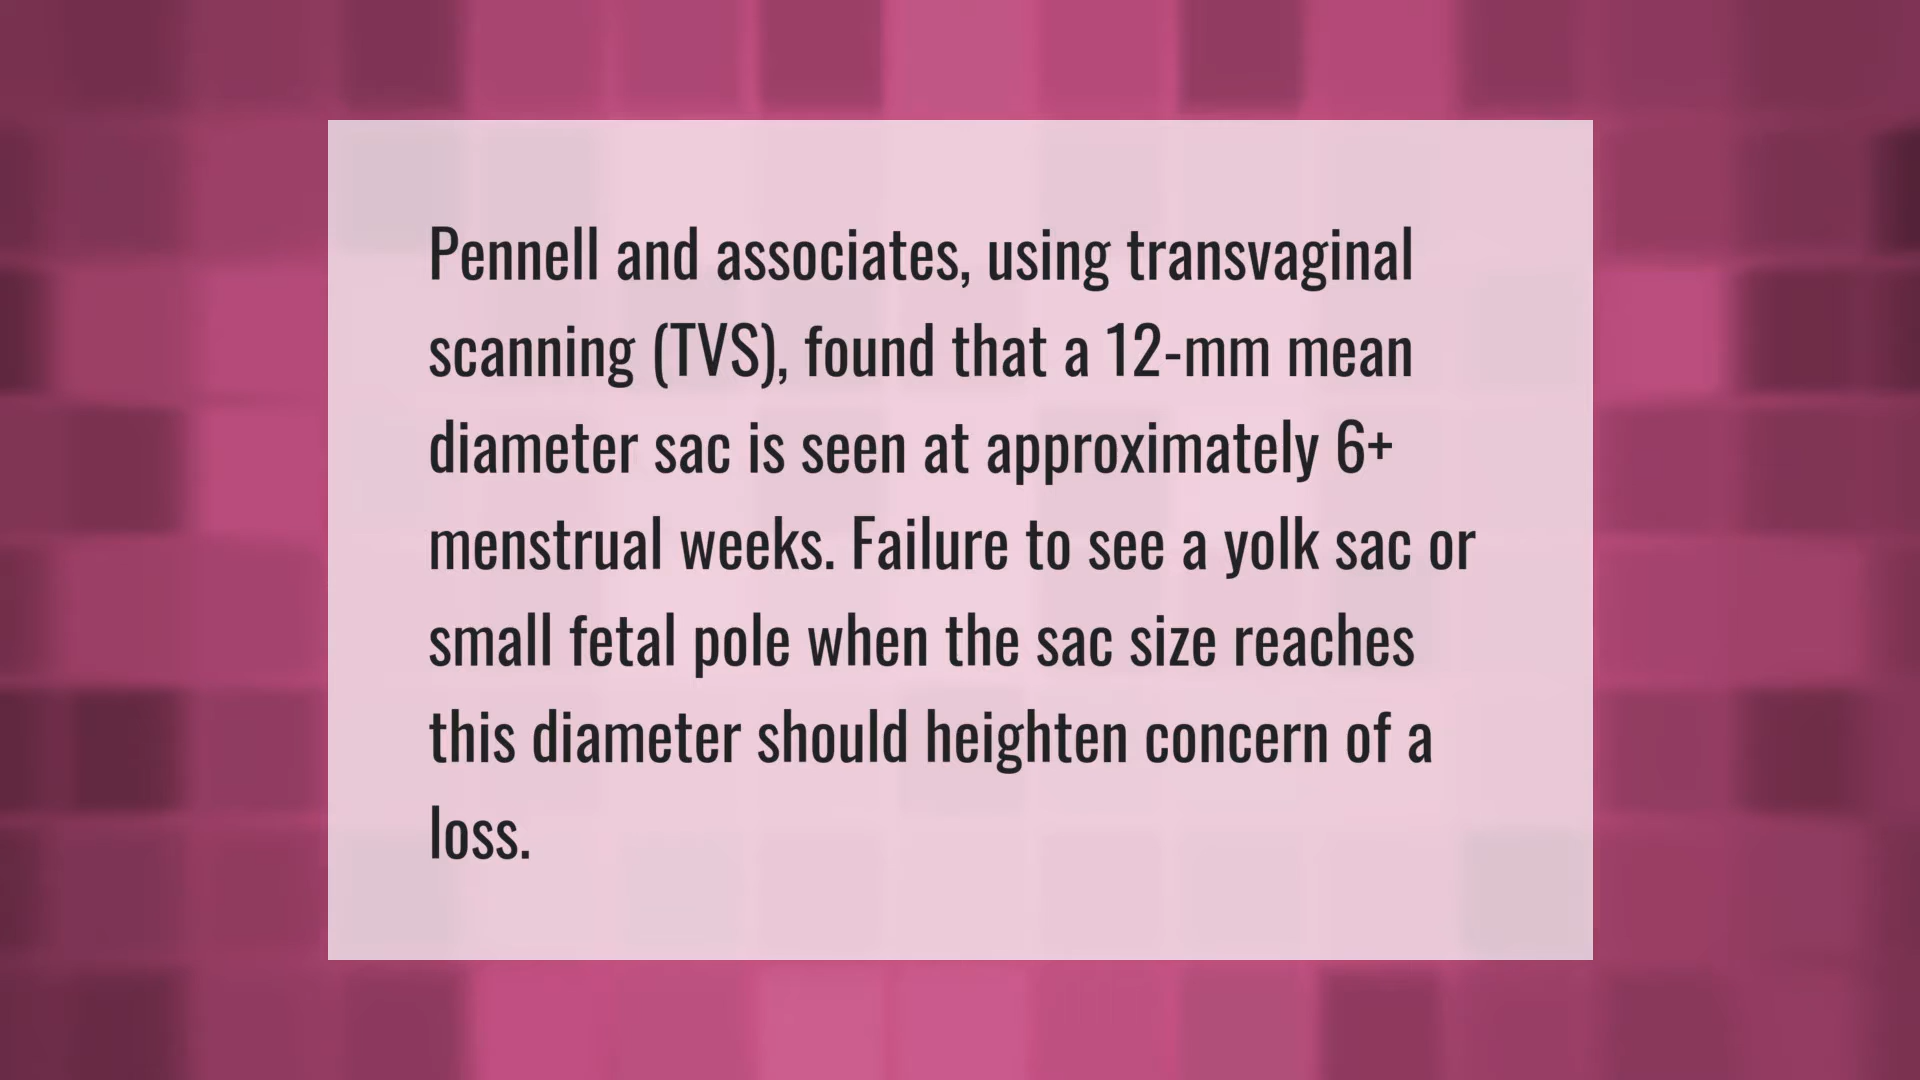 Pennell and associates, using transvaginal
scanning (TVS), found that a 12-mm mean
diameter sac is seen at approximately 6+
menstrual weeks. Failure to see a yolk sac or
small fetal pole when the sac size reaches
this diameter should heighten concern of a
loss.